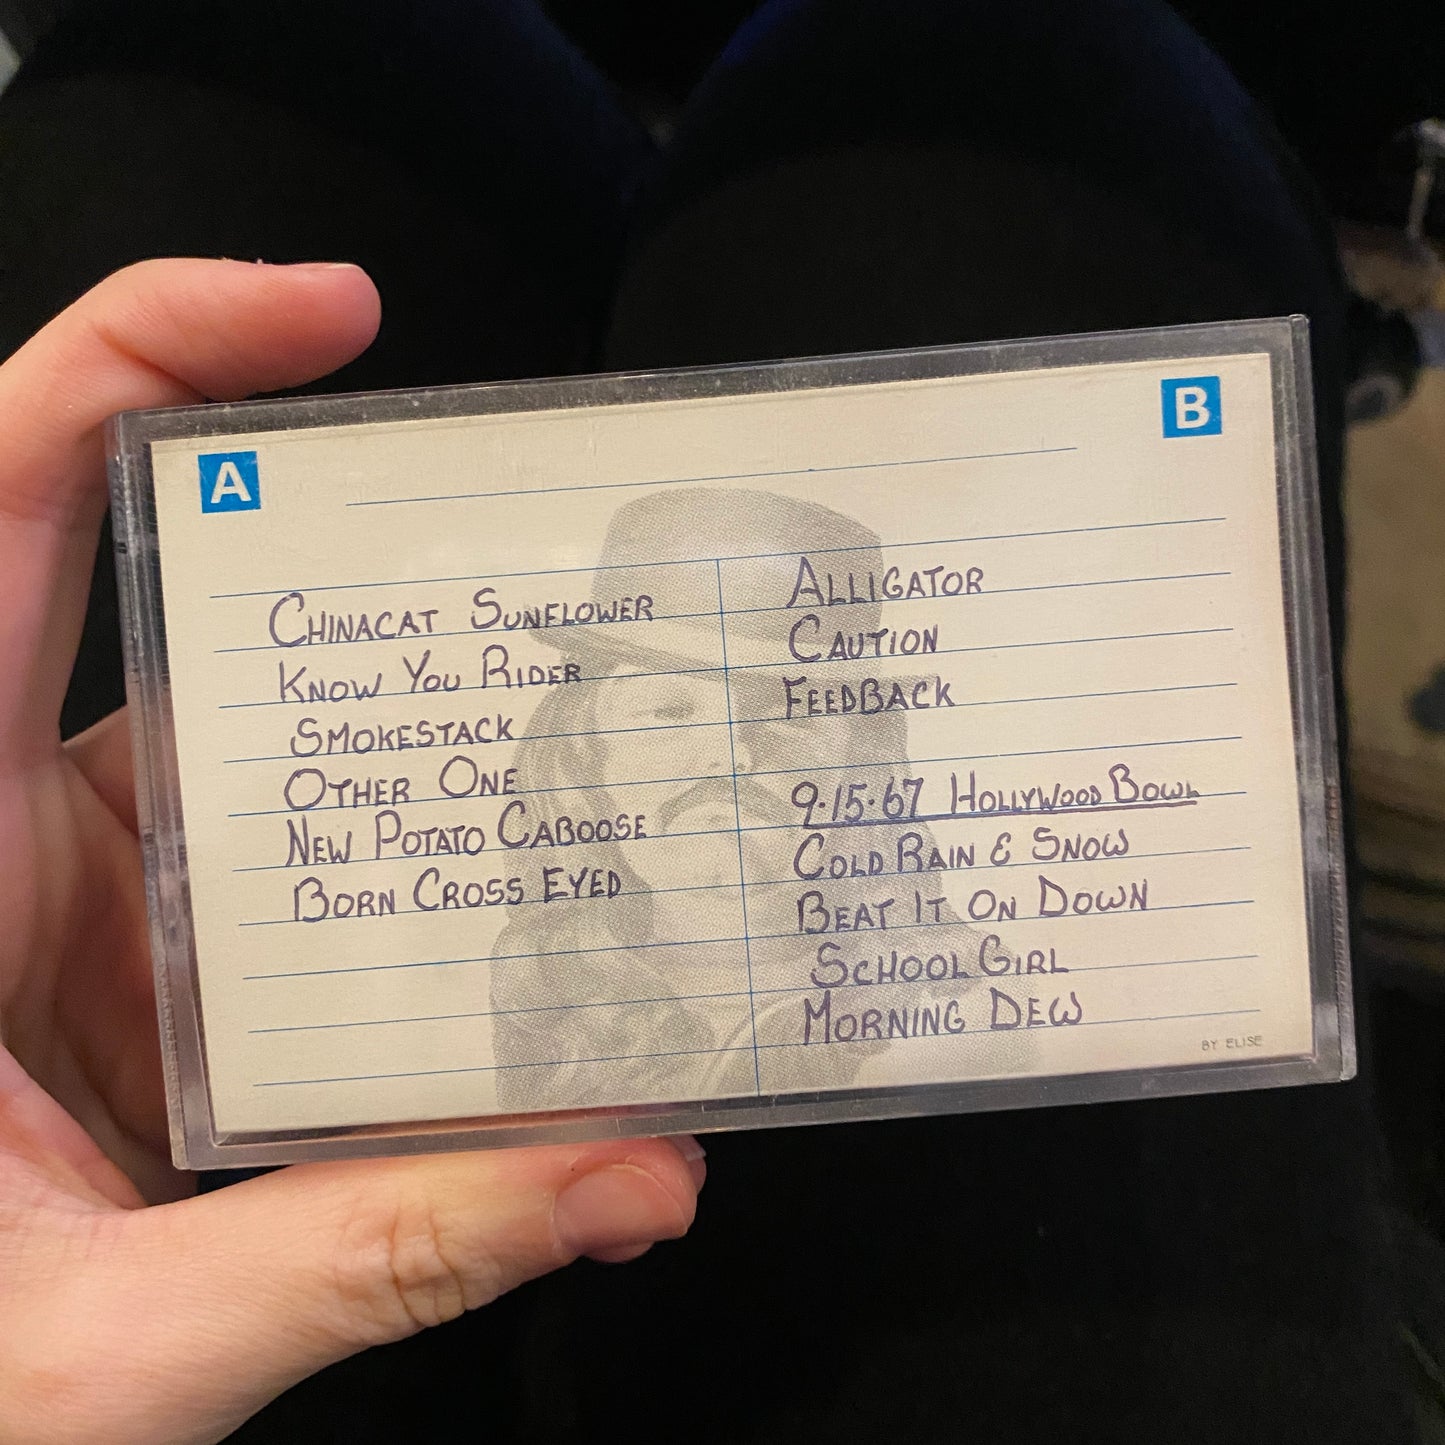 A
B
CHINACAT SUNFLOWER
KNOW YOU RIDER
SMOKESTACK
OTHER ONE
NEW POTATO CABOOSE
BORN CROSS EYED
ALLIGATOR
CAUTION
FEEDBACK
9·15·67 HOLLYWOOD BOWL
COLD RAIN & SNOW
BEAT IT ON DOWN
SCHOOL GIRL
MORNING DEW
BY ELISE